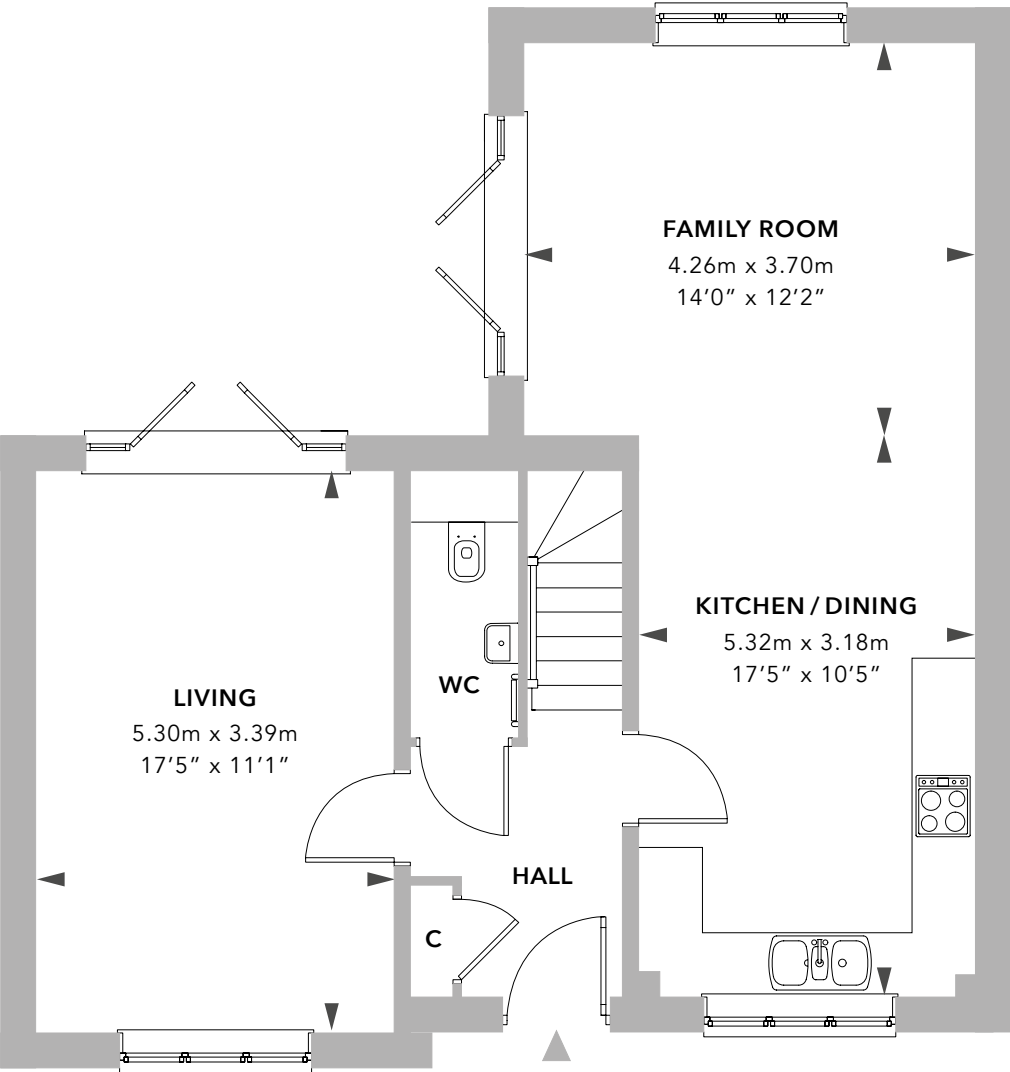 FAMILY ROOM
4.26m x 3.70m
14’0” x 12’2”
KITCHEN / DINING
5.32m x 3.18m
17’5” x 10’5”
WC
LIVING
5.30m x 3.39m
17’5” x 11’1”
HALL
C